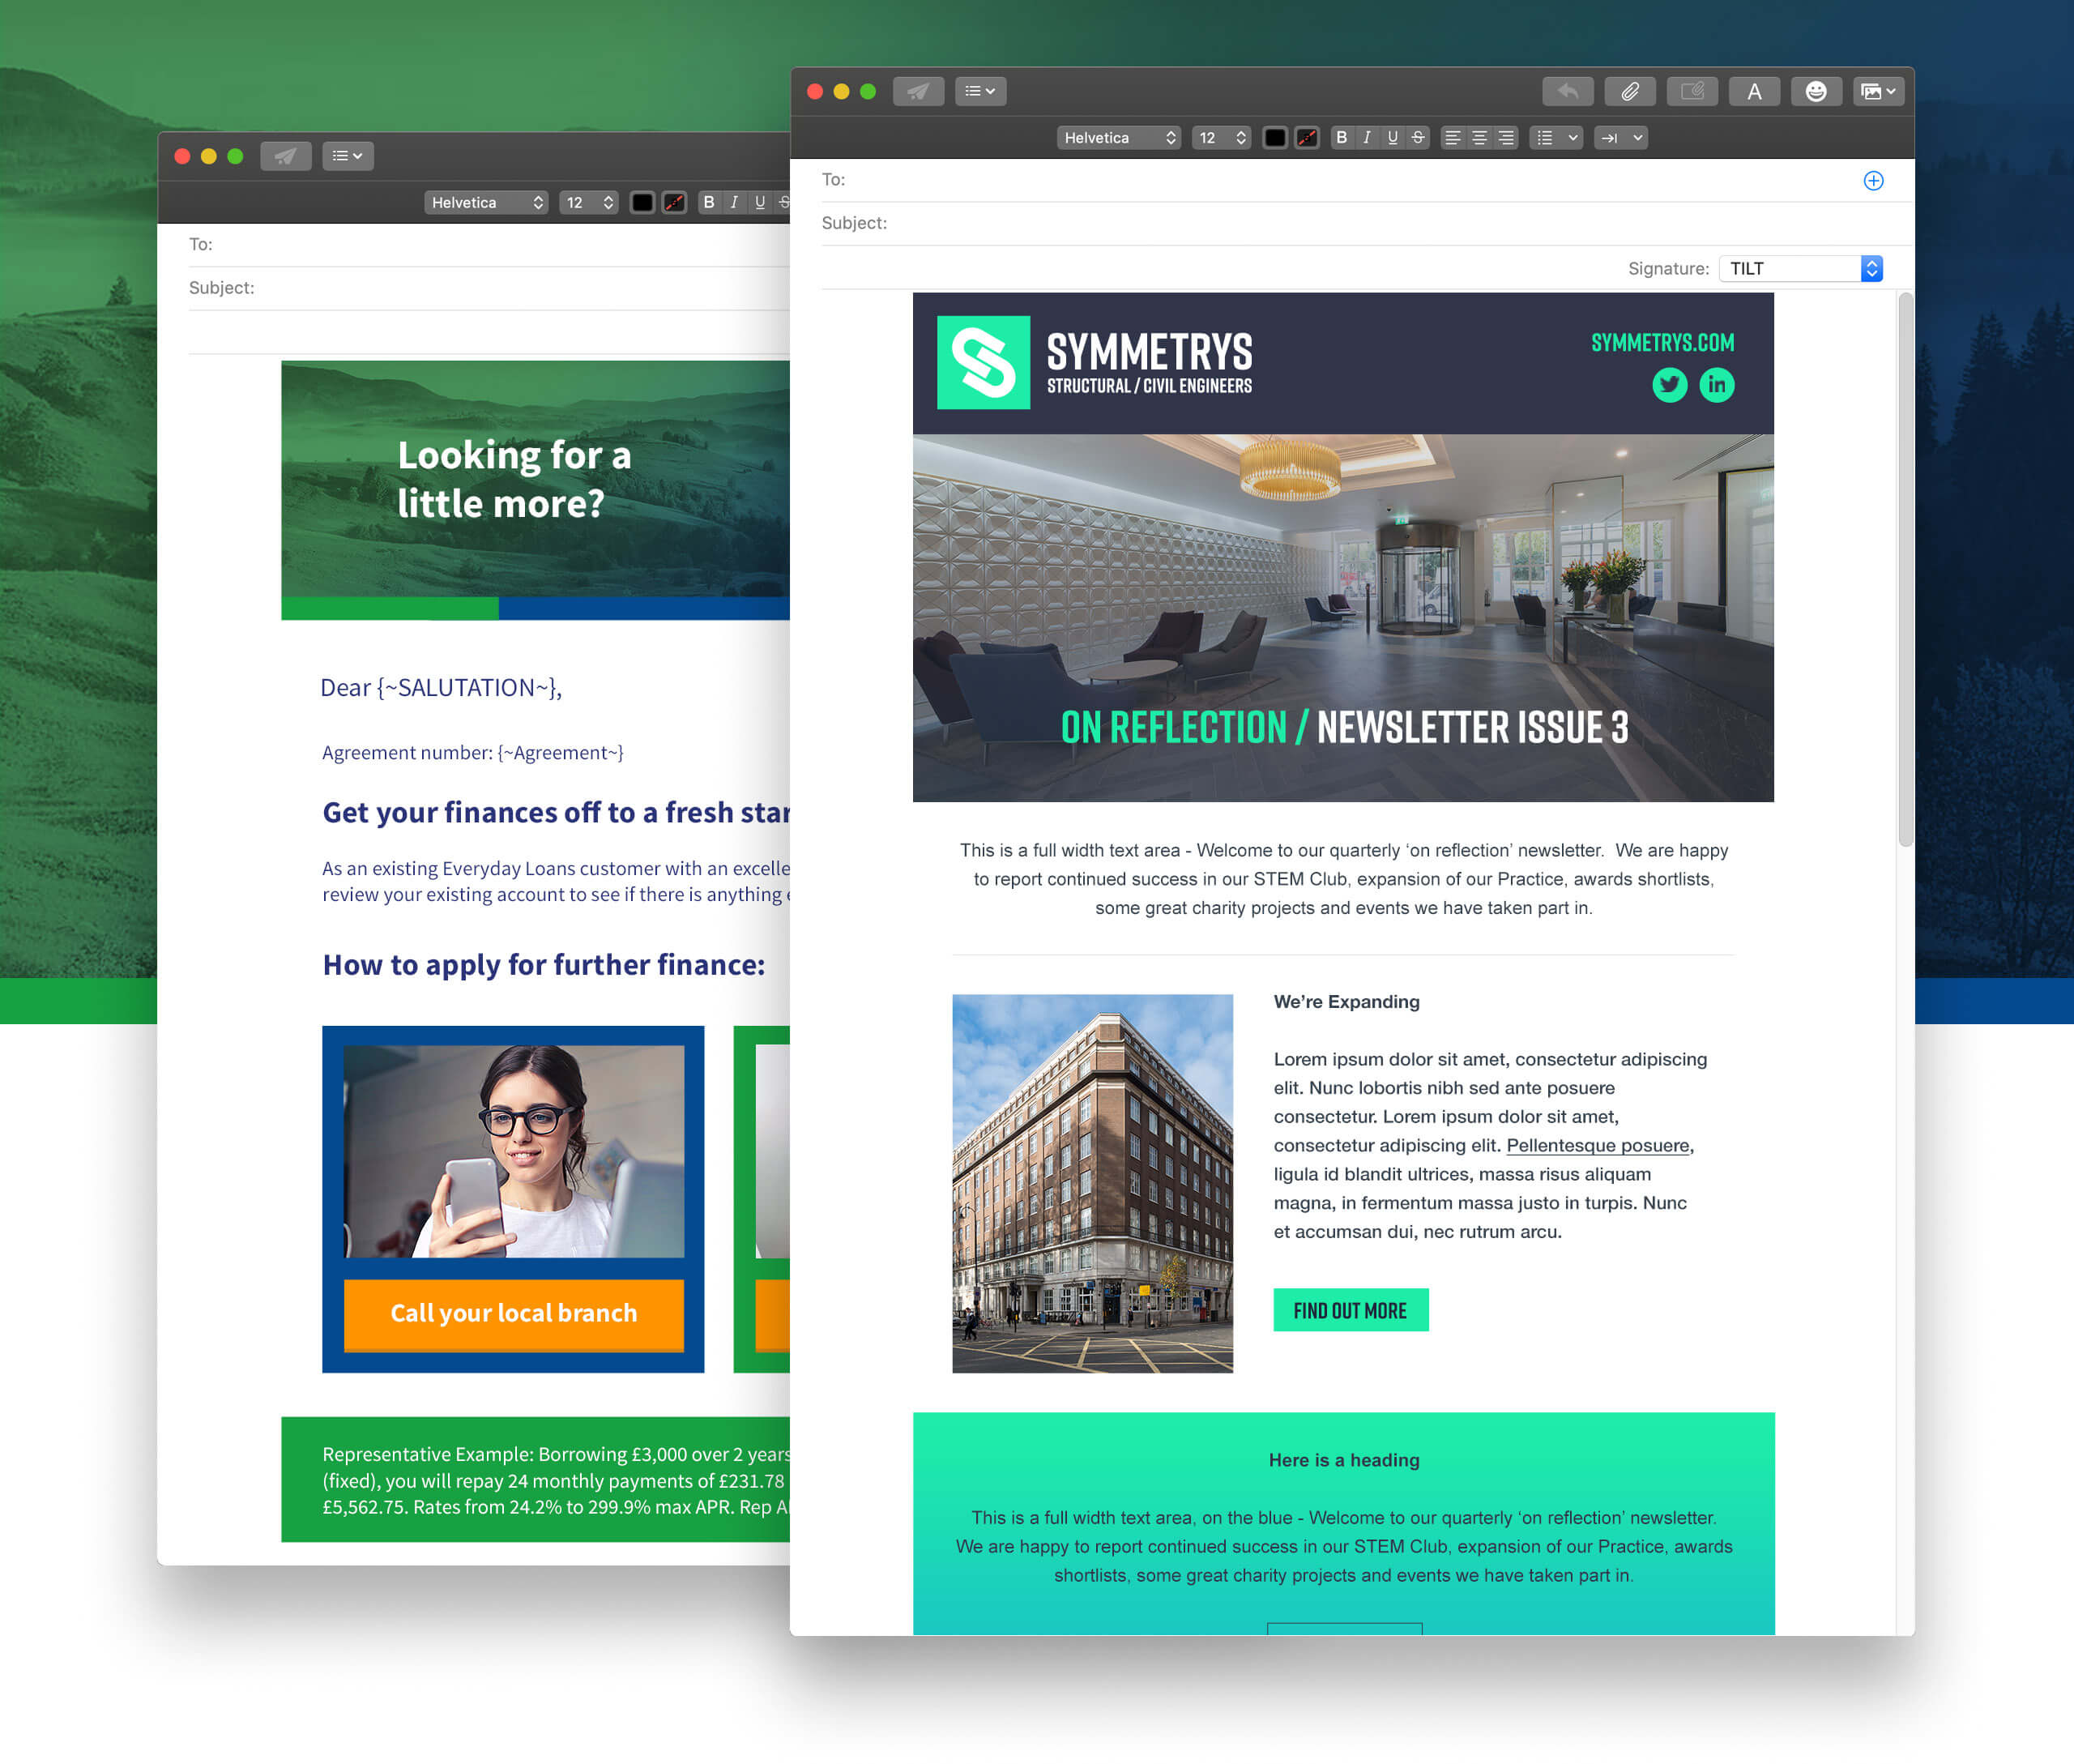 Helvetica
12
B I U S
To:
Subject:
Looking for a
little more?
Dear {~SALUTATION~},
Agreement number: {~Agreement~}
Get your finances off to a fresh star
As an existing Everyday Loans customer with an excelle
review your existing account to see if there is anything e
How to apply for further finance:
Call your local branch
Representative Example: Borrowing £3,000 over 2 years
(fixed), you will repay 24 monthly payments of £231.78
£5,562.75. Rates from 24.2% to 299.9% max APR. Rep A
A
Helvetica
12
B I U S
To:
Subject:
Signature: TILT
SYMMETRYS
STRUCTURAL / CIVIL ENGINEERS
SYMMETRYS.COM
in
ON REFLECTION / NEWSLETTER ISSUE 3
This is a full width text area - Welcome to our quarterly ‘on reflection’ newsletter. We are happy
to report continued success in our STEM Club, expansion of our Practice, awards shortlists,
some great charity projects and events we have taken part in.
We’re Expanding
Lorem ipsum dolor sit amet, consectetur adipiscing
elit. Nunc lobortis nibh sed ante posuere
consectetur. Lorem ipsum dolor sit amet,
consectetur adipiscing elit. Pellentesque posuere,
ligula id blandit ultrices, massa risus aliquam
magna, in fermentum massa justo in turpis. Nunc
et accumsan dui, nec rutrum arcu.
FIND OUT MORE
Here is a heading
This is a full width text area, on the blue - Welcome to our quarterly ‘on reflection’ newsletter.
We are happy to report continued success in our STEM Club, expansion of our Practice, awards
shortlists, some great charity projects and events we have taken part in.